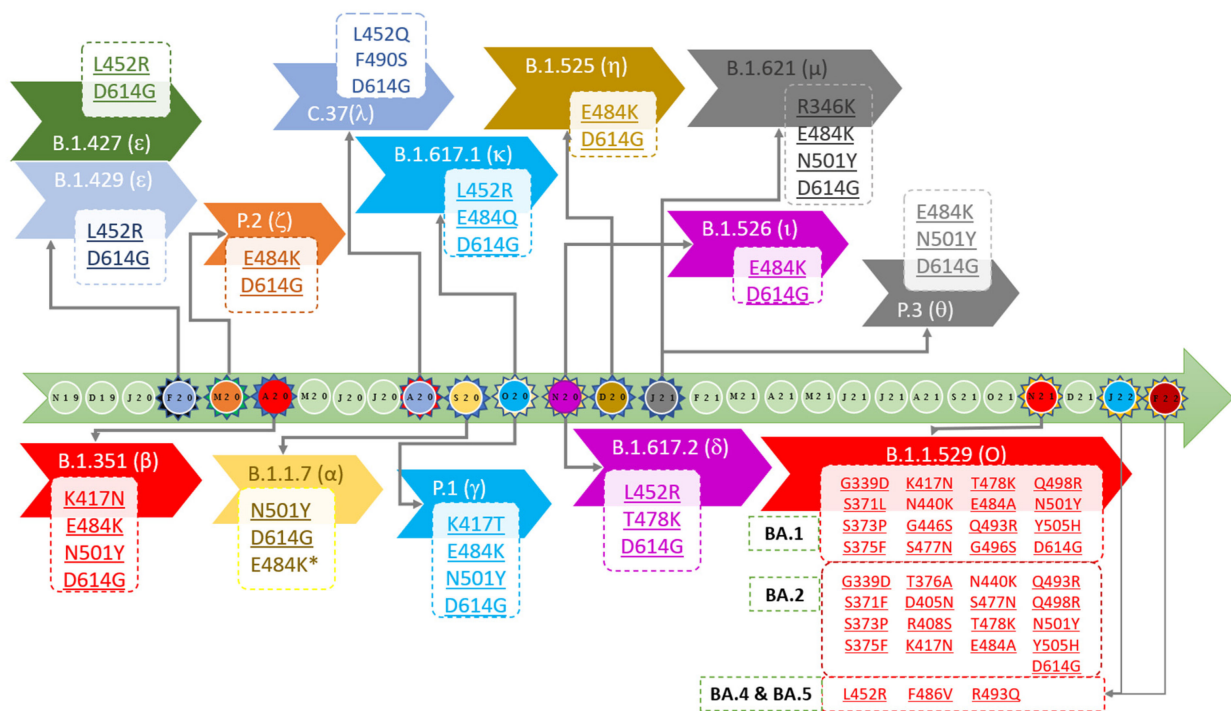 L452R
D614G
B.1.427 (ε)
B.1.429 (ε)
L452R
D614G
P.2 (ζ)
E484K
D614G
L452Q
F490S
D614G
C.37(λ)
B.1.617.1 (κ)
L452R
E484Q
D614G
B.1.525 (η)
E484K
D614G
B.1.621 (μ)
R346K
E484K
N501Y
D614G
B.1.526 (ι)
E484K
D614G
E484K
N501Y
D614G
P.3 (θ)
N19 D19 J20 F20 M20 A20 M20 J20 J20 A20 S20 O20 N20 D20 J21 F21 M21 A21 M21 J21 J21 A21 S21 O21 N21 D21 J22 F22
B.1.351 (β)
K417N
E484K
N501Y
D614G
B.1.1.7 (α)
N501Y
D614G
E484K*
P.1 (γ)
K417T
E484K
N501Y
D614G
B.1.617.2 (δ)
L452R
T478K
D614G
B.1.1.529 (O)
BA.1
G339D K417N T478K Q498R
S371L N440K E484A N501Y
S373P G446S Q493R Y505H
S375F S477N G496S D614G
BA.2
G339D T376A N440K Q493R
S371F D405N S477N Q498R
S373P R408S T478K N501Y
S375F K417N E484A Y505H
D614G
BA.4 & BA.5
L452R F486V R493Q